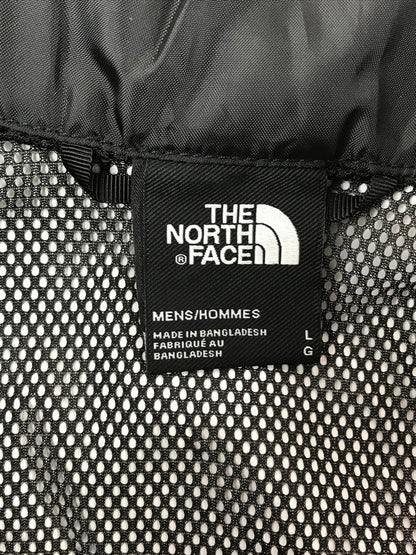 THE
NORTH
® FACE
MENS/HOMMES
MADE IN BANGLADESH L
FABRIQUÉ AU G
BANGLADESH